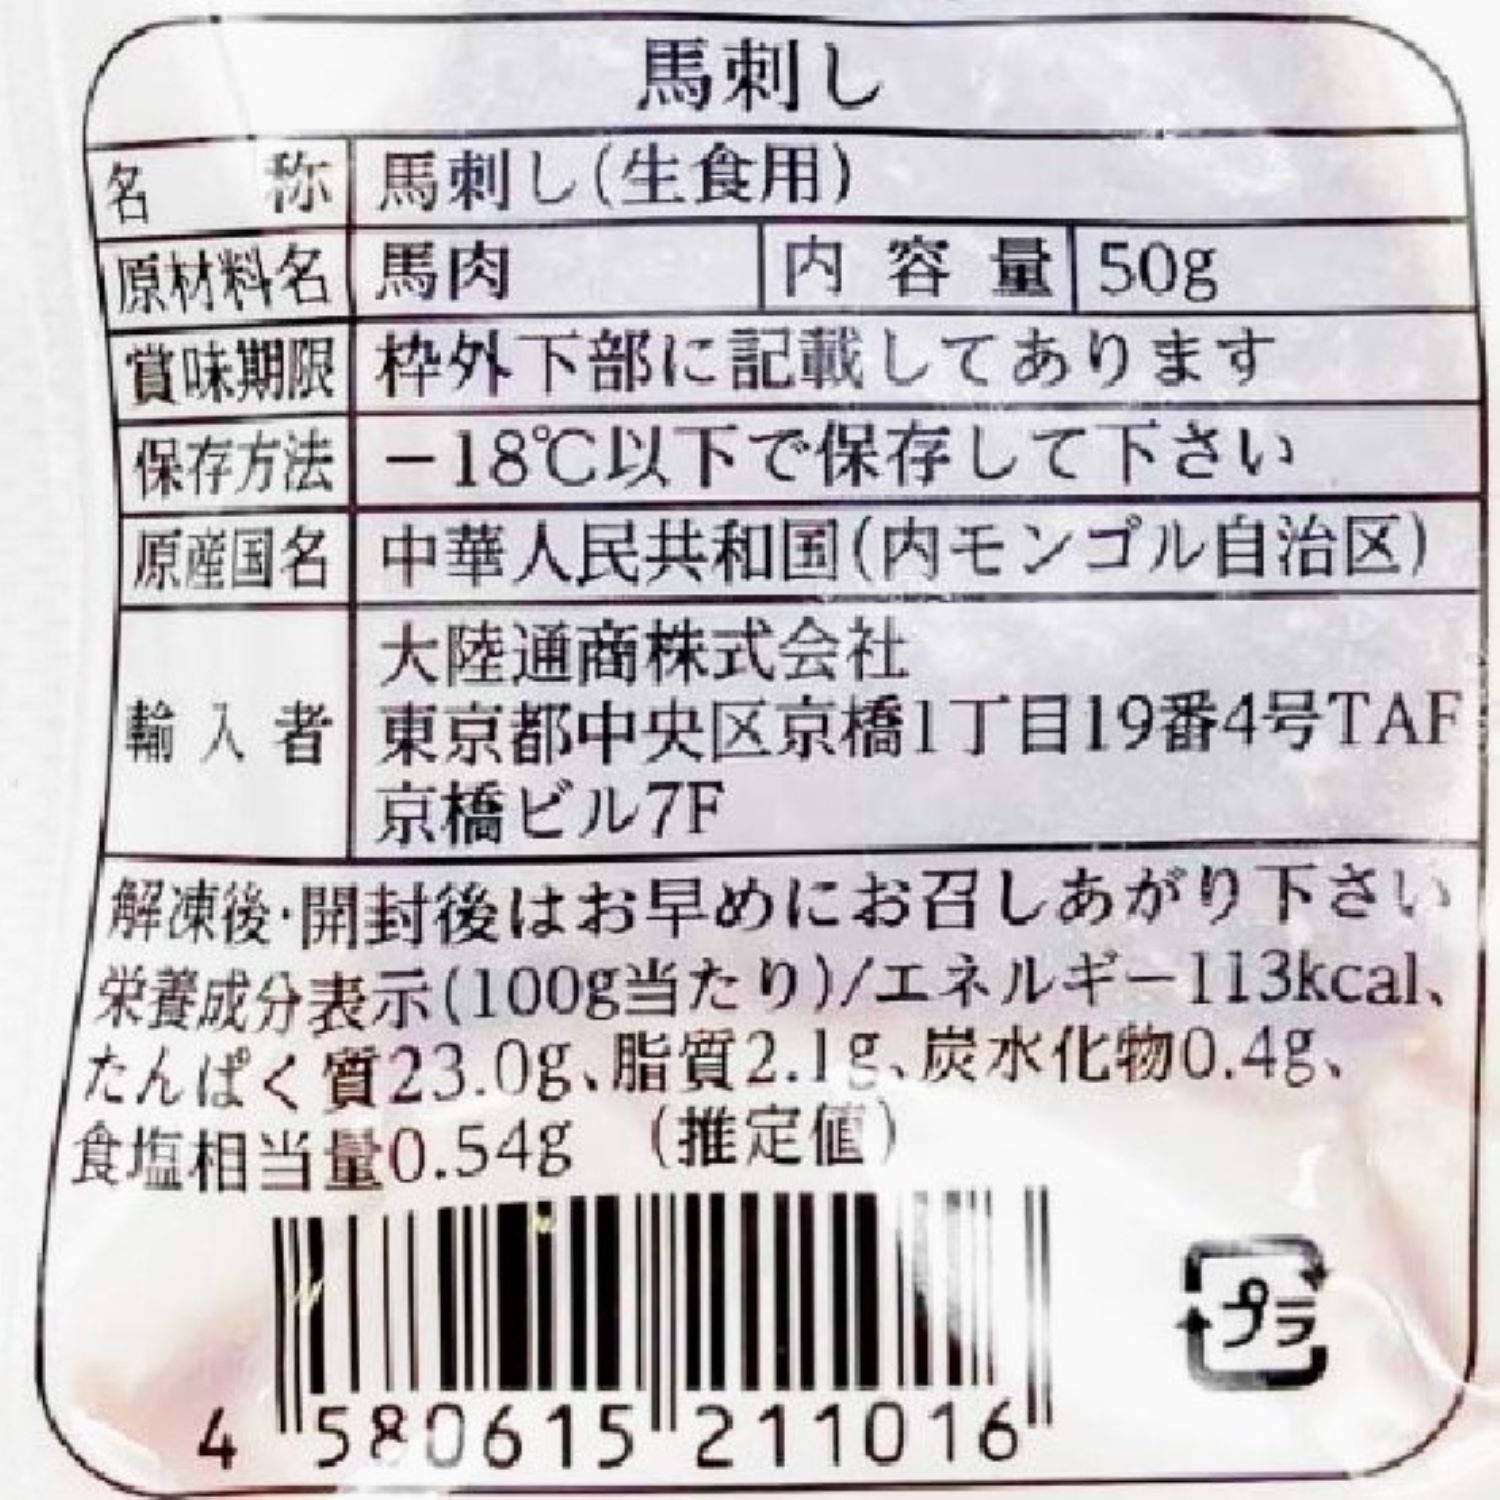 馬刺し
名称 馬刺し(生食用)
原材料名 馬肉 内容量 50g
賞味期限 枠外下部に記載してあります
保存方法 −18℃以下で保存して下さい
原産国名 中華人民共和国(内モンゴル自治区)
輸入者 大陸通商株式会社
東京都中央区京橋1丁目19番4号TAF
京橋ビル7F
解凍後·開封後はお早めにお召しあがり下さい
栄養成分表示(100g当たり)/エネルギー113kcal、
たんぱく質23.0g、脂質2.1g、炭水化物0.4g、
食塩相当量0.54g (推定値)
プラ
4 580615 211016